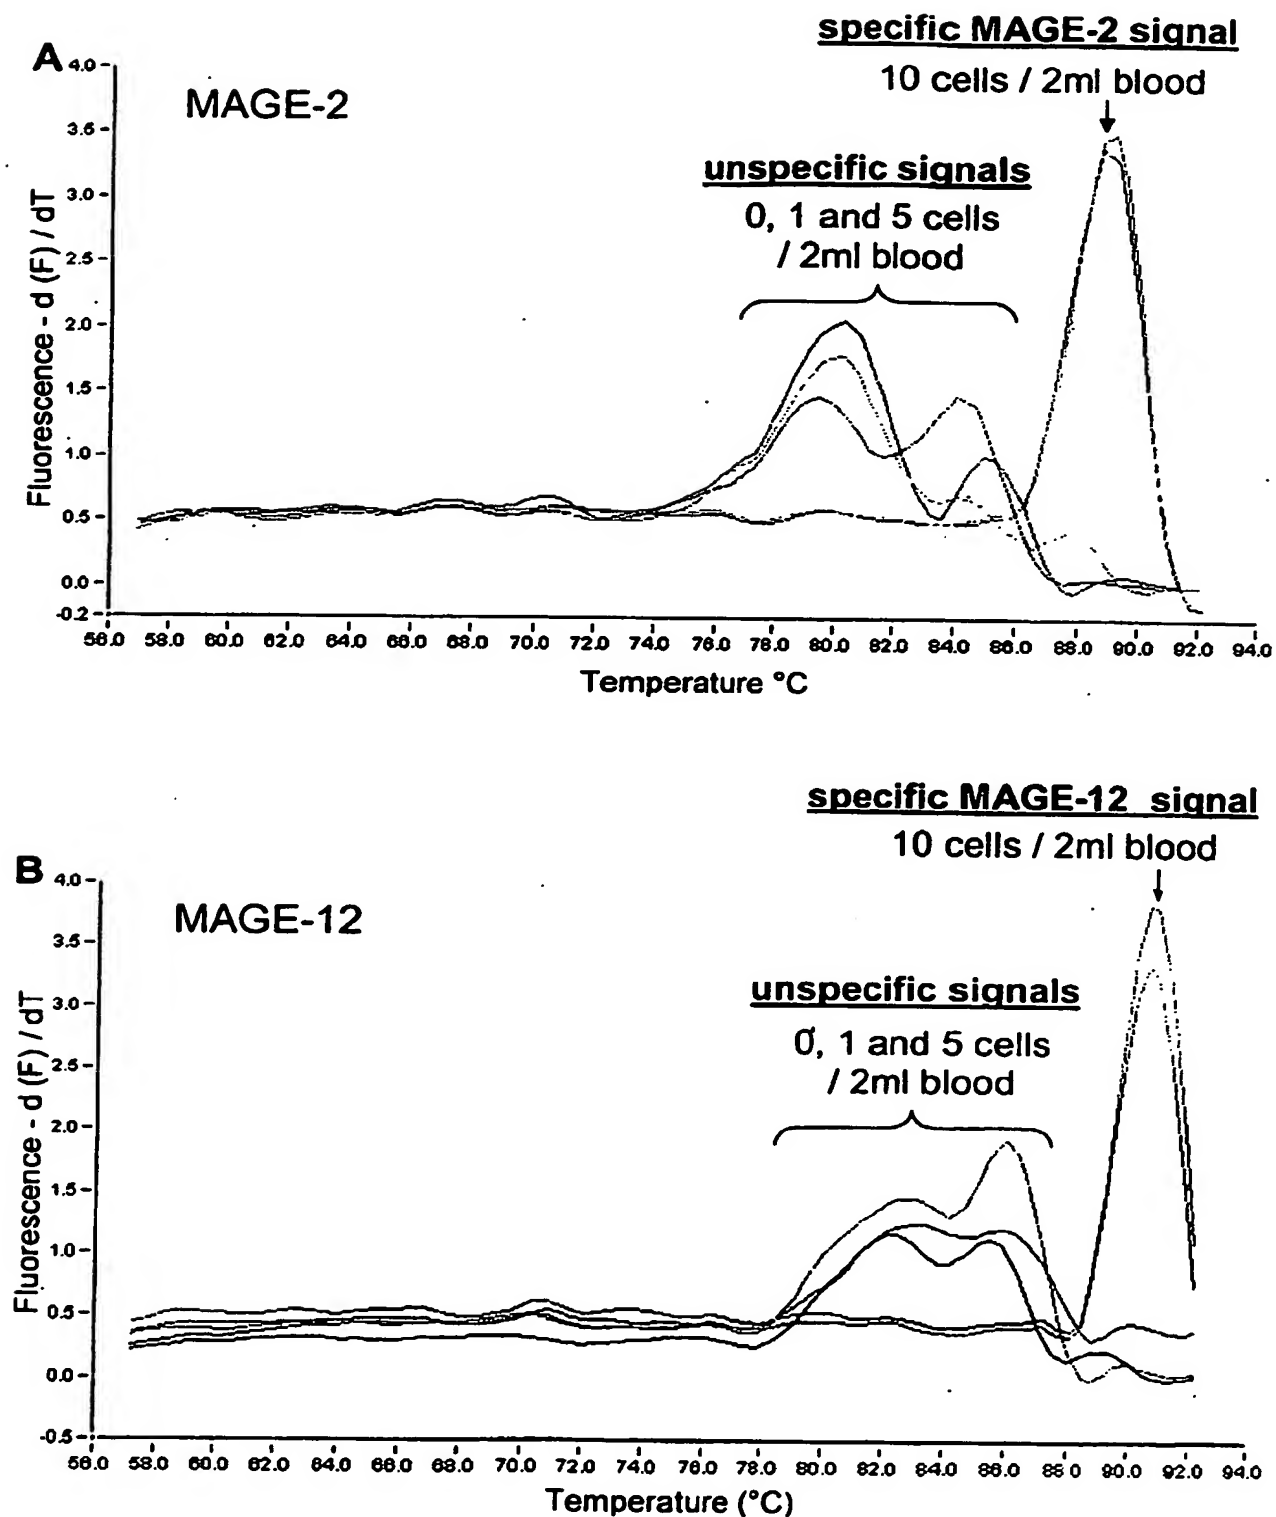 specific MAGE-2 signal
A
10 cells / 2ml blood
MAGE-2
unspecific signals
0, 1 and 5 cells
/ 2ml blood
Fluorescence - d (F) / dT
4.0
3.5
3.0
2.5
2.0
1.5
1.0
0.5
0.0
-0.2
56.0 58.0 60.0 62.0 64.0 66.0 68.0 70.0 72.0 74.0 76.0 78.0 80.0 82.0 84.0 86.0 88.0 90.0 92.0 94.0
Temperature °C
specific MAGE-12 signal
10 cells / 2ml blood
B
MAGE-12
unspecific signals
0, 1 and 5 cells
/ 2ml blood
Fluorescence - d (F) / dT
4.0
3.5
3.0
2.5
2.0
1.5
1.0
0.5
0.0
-0.5
56.0 58.0 60.0 62.0 64.0 66.0 68.0 70.0 72.0 74.0 76.0 78.0 80.0 82.0 84.0 86.0 88.0 90.0 92.0 94.0
Temperature (°C)